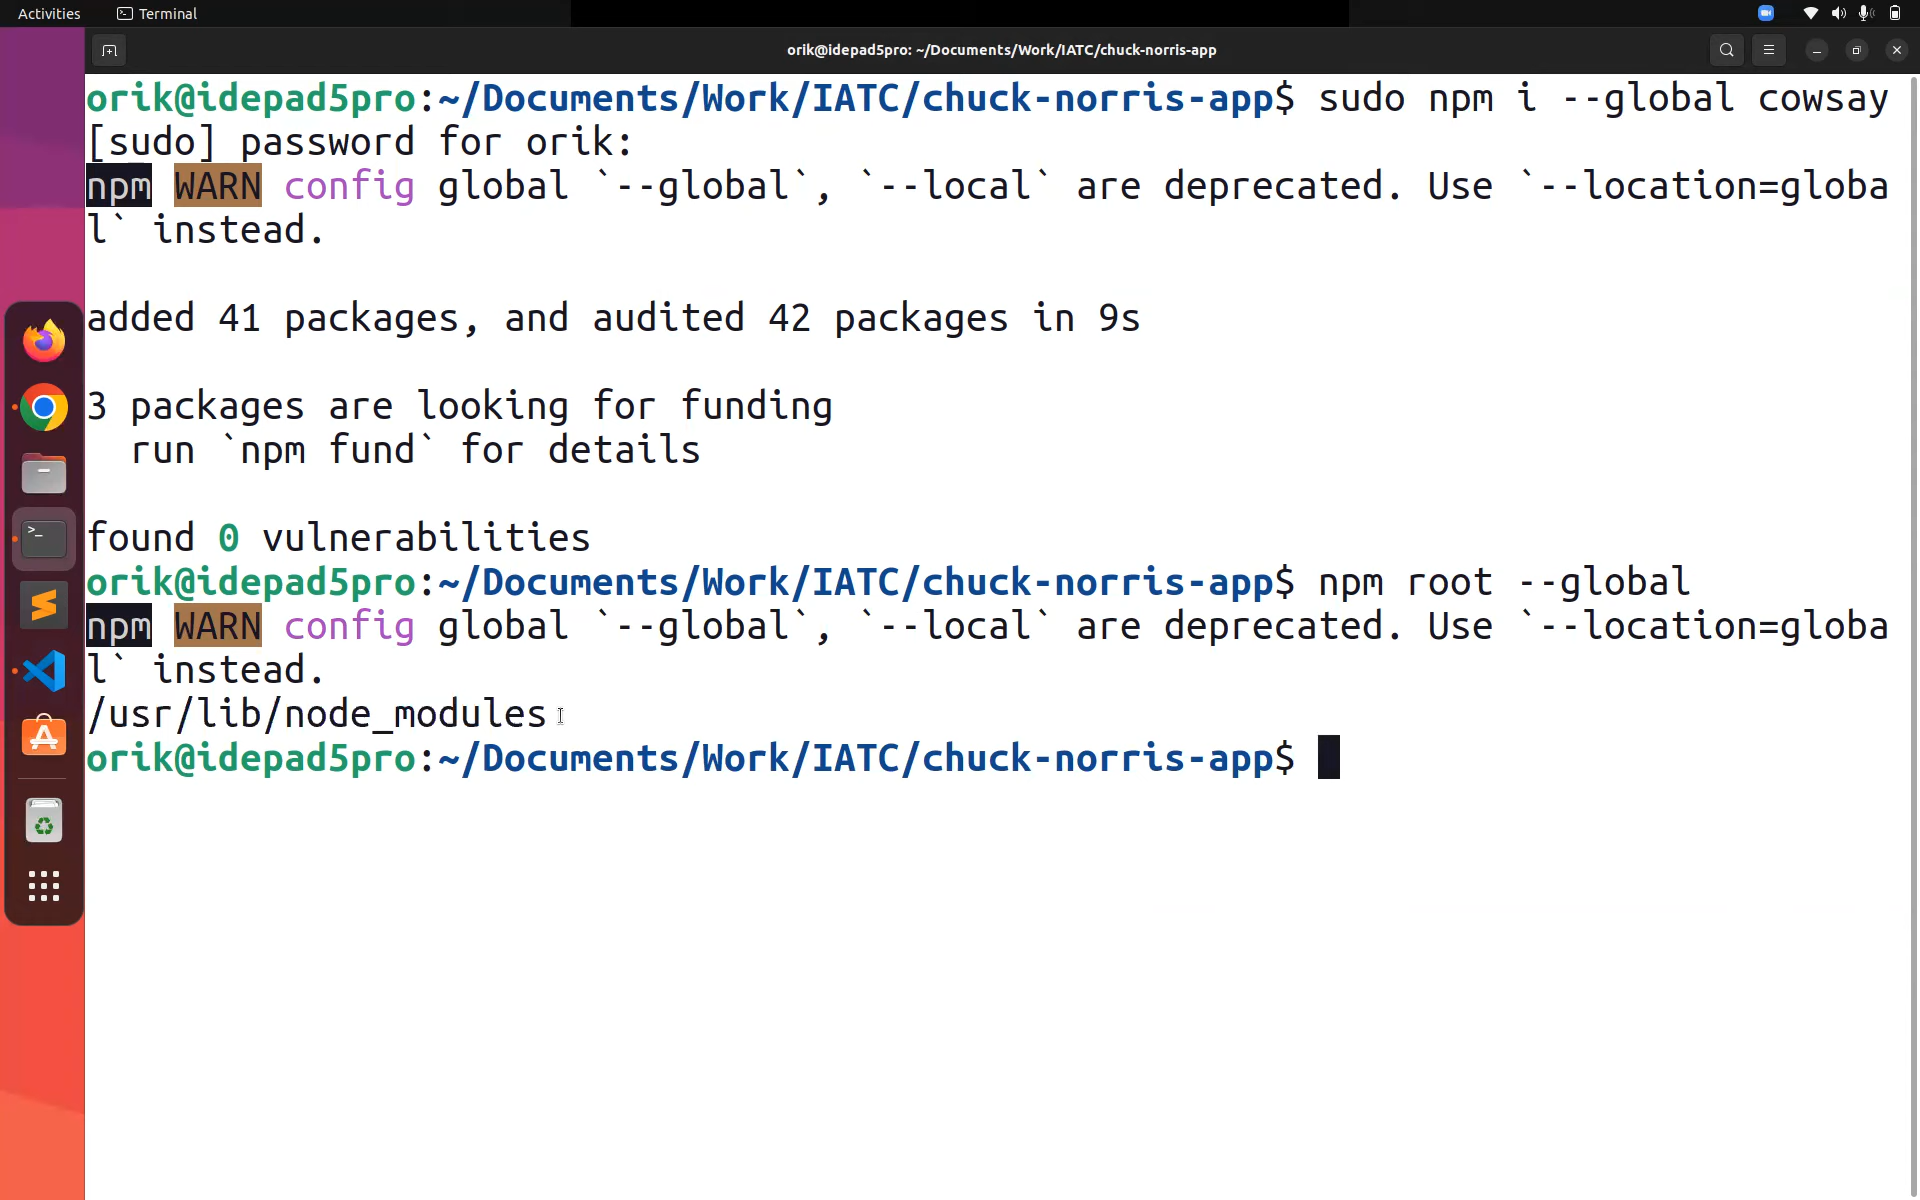 Activities Terminal
orik@idepad5pro: ~/Documents/Work/IATC/chuck-norris-app
orik@idepad5pro:~/Documents/Work/IATC/chuck-norris-app$ sudo npm i --global cowsay
[sudo] password for orik:
npm WARN config global `--global`, `--local` are deprecated. Use `--location=globa
l` instead.
added 41 packages, and audited 42 packages in 9s
3 packages are looking for funding
  run `npm fund` for details
found 0 vulnerabilities
orik@idepad5pro:~/Documents/Work/IATC/chuck-norris-app$ npm root --global
npm WARN config global `--global`, `--local` are deprecated. Use `--location=globa
l` instead.
/usr/lib/node_modules
orik@idepad5pro:~/Documents/Work/IATC/chuck-norris-app$